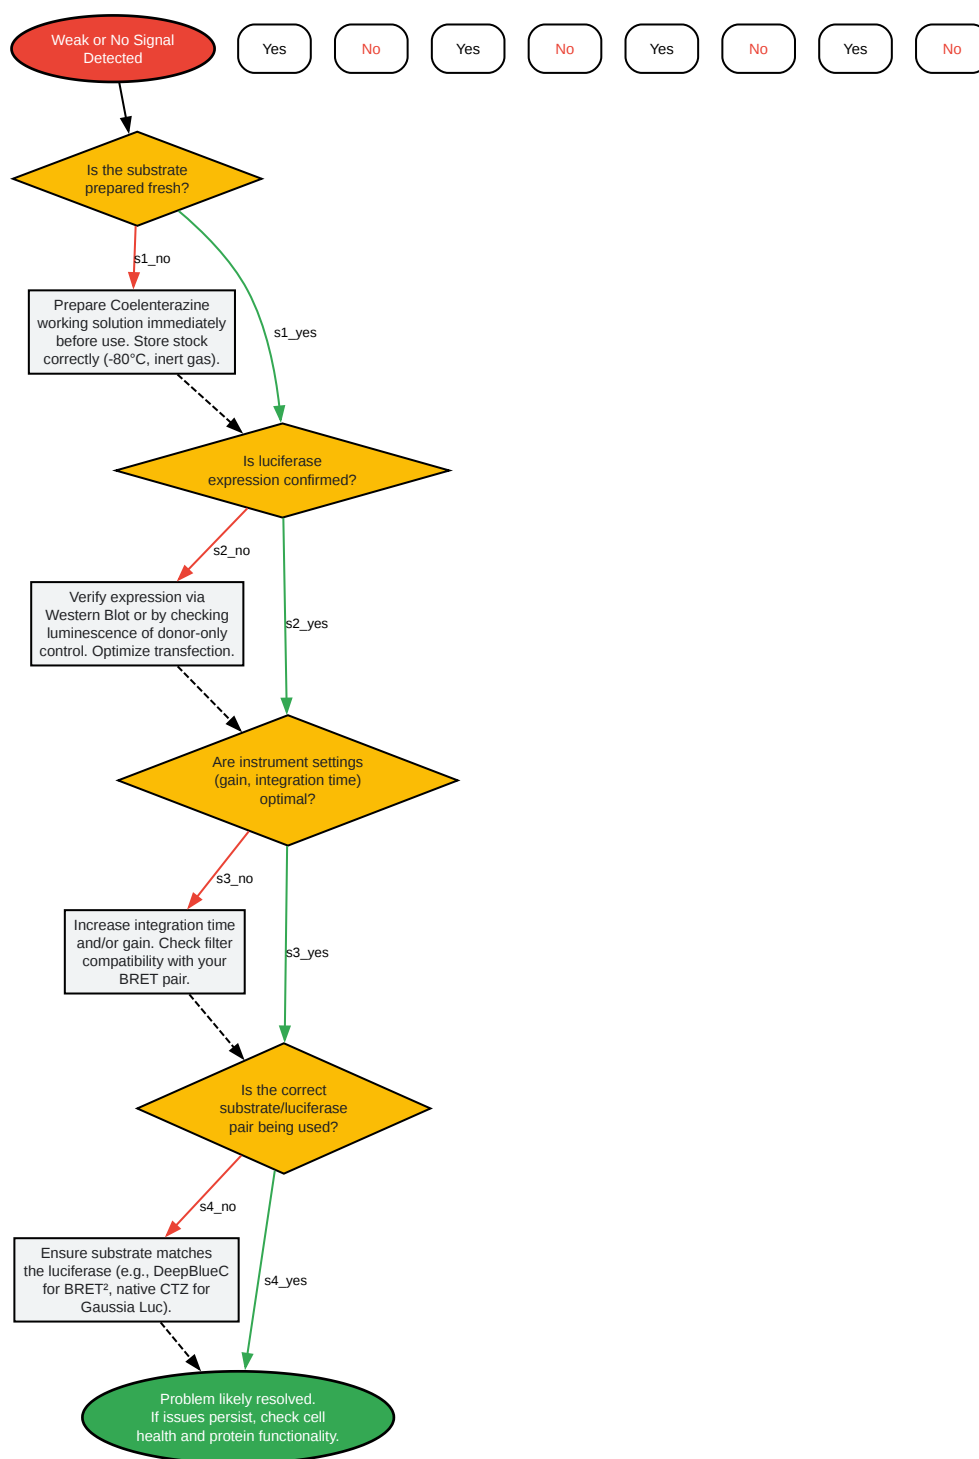 Weak or No Signal
Detected
Yes
No
Yes
No
Yes
No
Yes
No
Is the substrate
prepared fresh?
s1_no
Prepare Coelenterazine
working solution immediately
before use. Store stock
correctly (-80°C, inert gas).
s1_yes
Is luciferase
expression confirmed?
s2_no
Verify expression via
Western Blot or by checking
luminescence of donor-only
control. Optimize transfection.
s2_yes
Are instrument settings
(gain, integration time)
optimal?
s3_no
Increase integration time
and/or gain. Check filter
compatibility with your
BRET pair.
s3_yes
Is the correct
substrate/luciferase
pair being used?
s4_no
Ensure substrate matches
the luciferase (e.g., DeepBlueC
for BRET², native CTZ for
Gaussia Luc).
s4_yes
Problem likely resolved.
If issues persist, check cell
health and protein functionality.